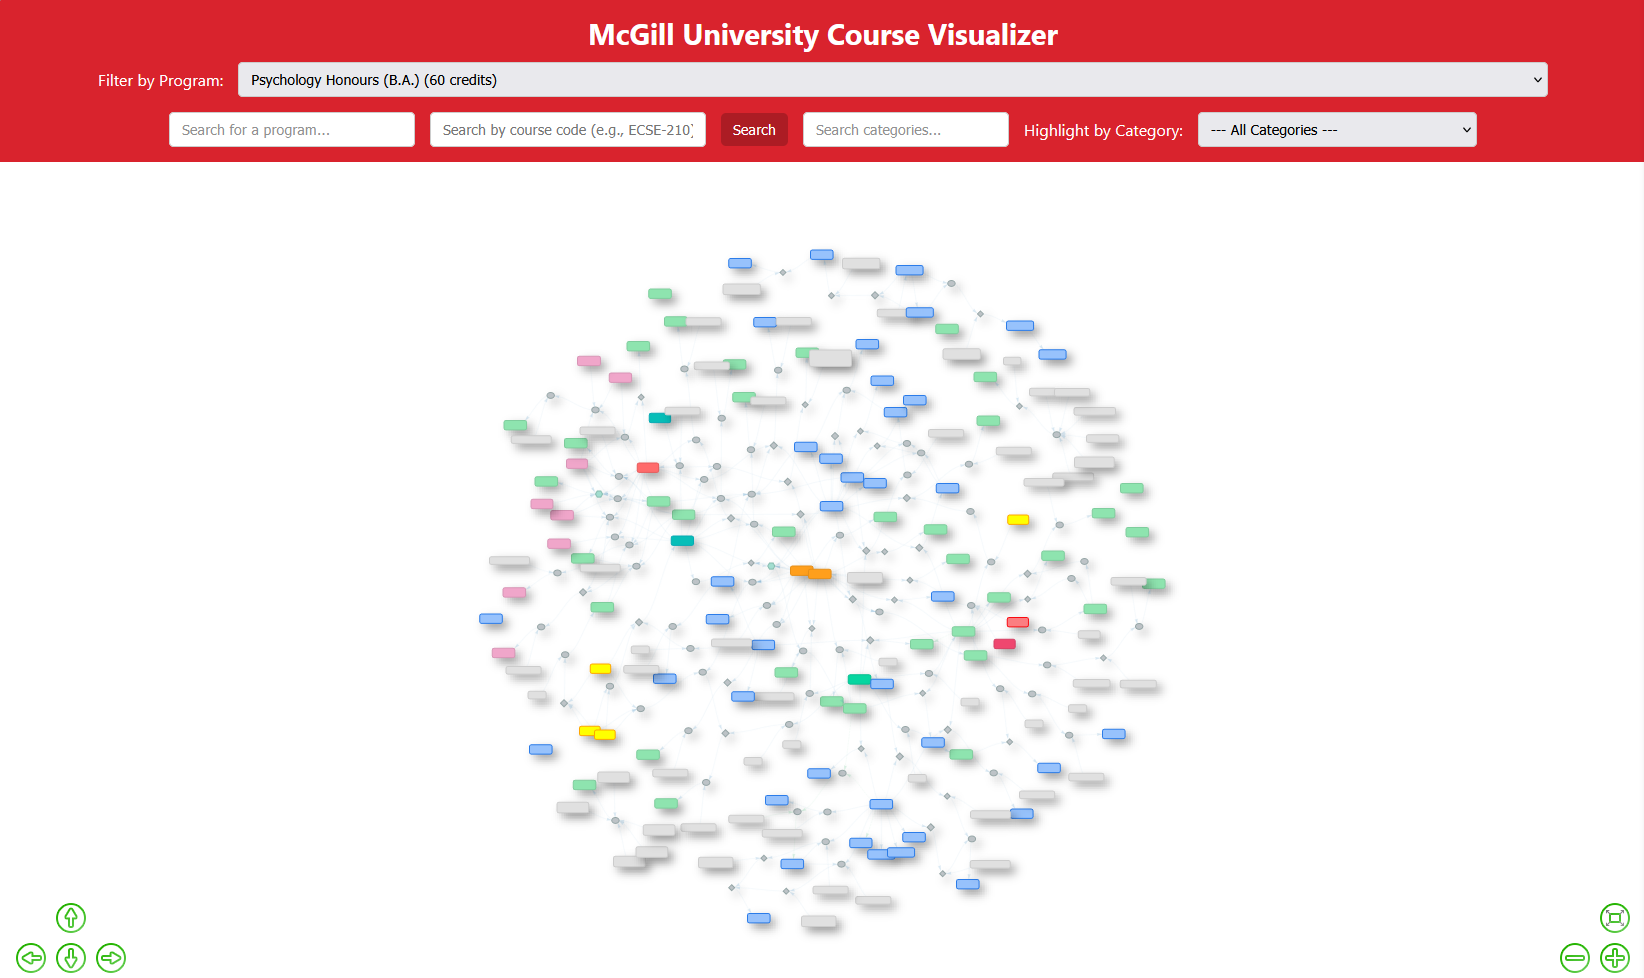 McGill University Course Visualizer
Filter by Program: Psychology Honours (B.A.) (60 credits)
Search for a program... Search by course code (e.g., ECSE-210) Search Search categories... Highlight by Category: --- All Categories ---